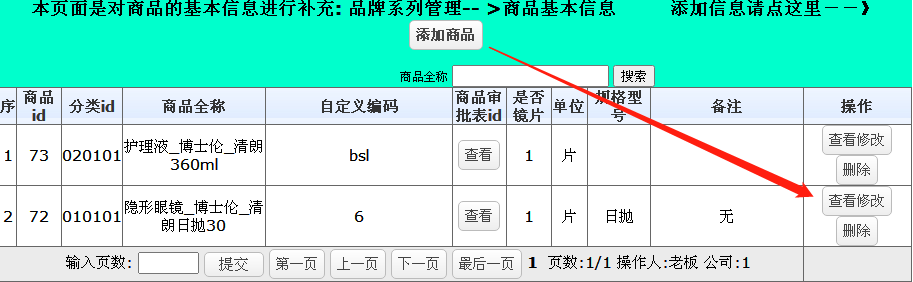 本页面是对商品的基本信息进行补充: 品牌系列管理-- >商品基本信息 添加信息请点这里－－》
添加商品
商品全称 搜索
序 商品id 分类id 商品全称 自定义编码 商品审批表id 是否镜片 单位 规格型号 备注 操作
1 73 020101 护理液_博士伦_清朗360ml bsl 查看 1 片 查看修改 删除
2 72 010101 隐形眼镜_博士伦_清朗日抛30 6 查看 1 片 日抛 无 查看修改 删除
输入页数: 提交 第一页 上一页 下一页 最后一页 1 页数:1/1 操作人:老板 公司:1